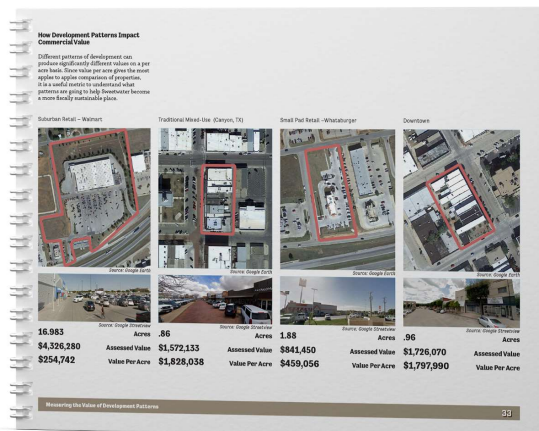 How Development Patterns Impact
Commercial Value
Different patterns of development can
produce significantly different values on a per
acre basis. Since value per acre gives the most
apples to apples comparison of properties,
it is a useful metric to understand what
patterns are going to help Sweetwater become
a more fiscally sustainable place.
Suburban Retail – Walmart
Source: Google Earth
Source: Google Streetview
16.983 Acres
$4,326,280 Assessed Value
$254,742 Value Per Acre
Traditional Mixed-Use (Canyon, TX)
Source: Google Earth
Source: Google Streetview
.86 Acres
$1,572,133 Assessed Value
$1,828,038 Value Per Acre
Small Pad Retail –Whataburger
Source: Google Earth
Source: Google Streetview
1.88 Acres
$841,450 Assessed Value
$459,056 Value Per Acre
Downtown
Source: Google Earth
Source: Google Streetview
.96 Acres
$1,726,070 Assessed Value
$1,797,990 Value Per Acre
Measuring the Value of Development Patterns
33